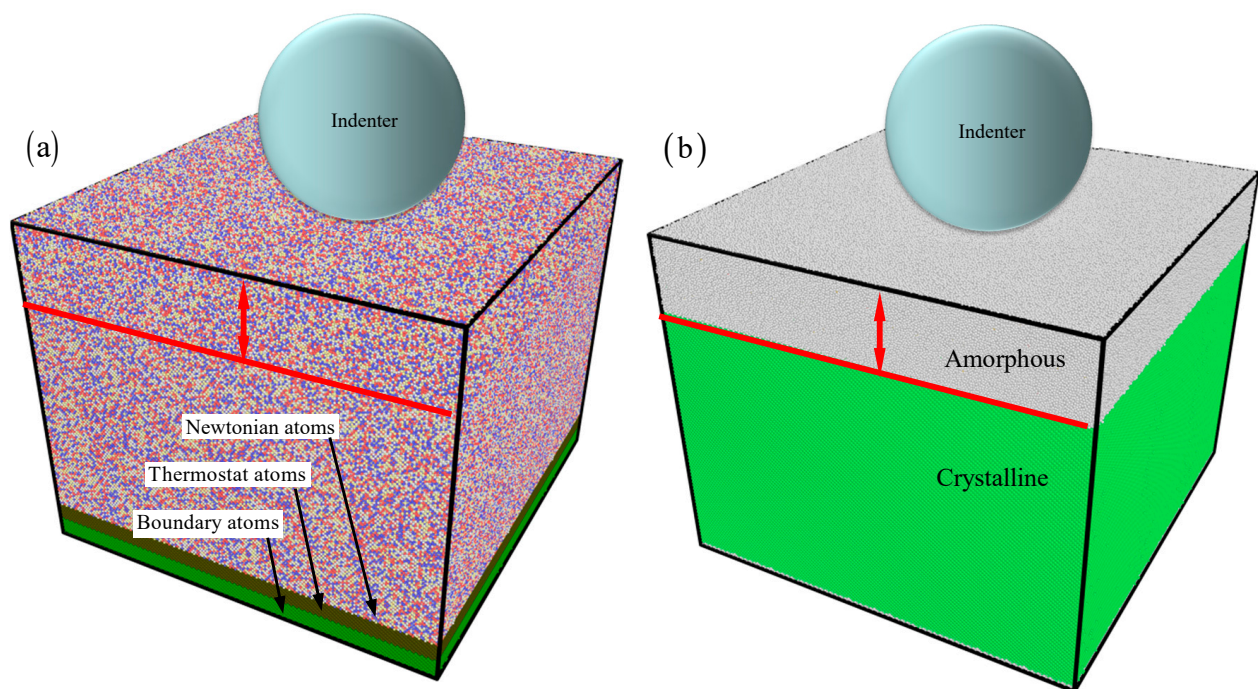 Indenter
(a)
Newtonian atoms
Thermostat atoms
Boundary atoms
Indenter
(b)
Amorphous
Crystalline